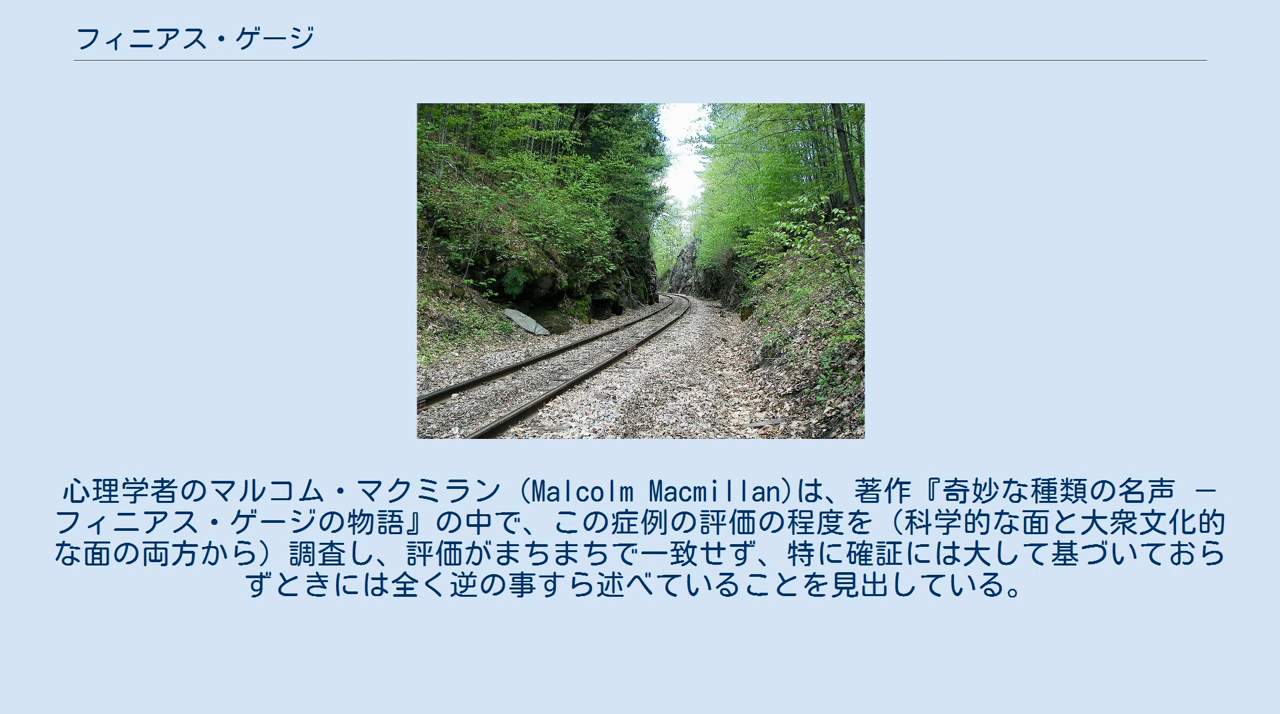 フィニアス・ゲージ
心理学者のマルコム・マクミラン (Malcolm Macmillan)は、著作『奇妙な種類の名声 －
フィニアス・ゲージの物語』の中で、この症例の評価の程度を（科学的な面と大衆文化的
な面の両方から）調査し、評価がまちまちで一致せず、特に確証には大して基づいておら
ずときには全く逆の事すら述べていることを見出している。